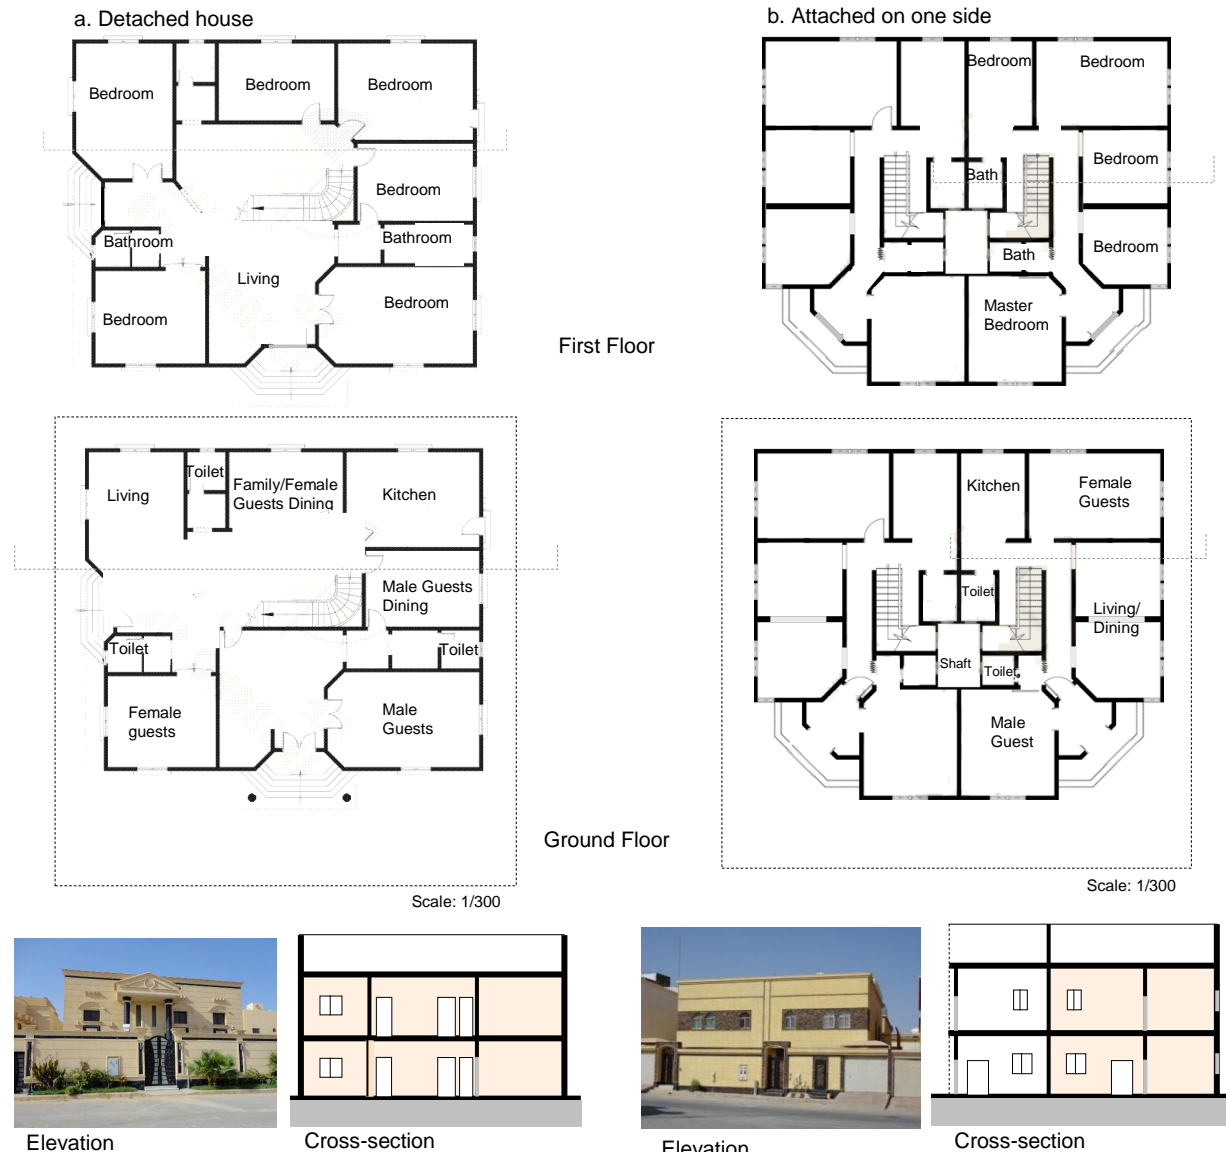 a. Detached house
b. Attached on one side
Bedroom
Bedroom
Bedroom
Bedroom
Bathroom
Bathroom
Living
Bedroom
Bedroom
Bedroom
Bedroom
Bedroom
Bath
Bedroom
Bath
Master
Bedroom
First Floor
Living
Toilet
Family/Female
Guests Dining
Kitchen
Male Guests
Dining
Toilet
Toilet
Female
guests
Male
Guests
Kitchen
Female
Guests
Toilet
Living/
Dining
Shaft
Toilet
Male
Guest
Ground Floor
Scale: 1/300
Scale: 1/300
Elevation
Cross-section
Elevation
Cross-section